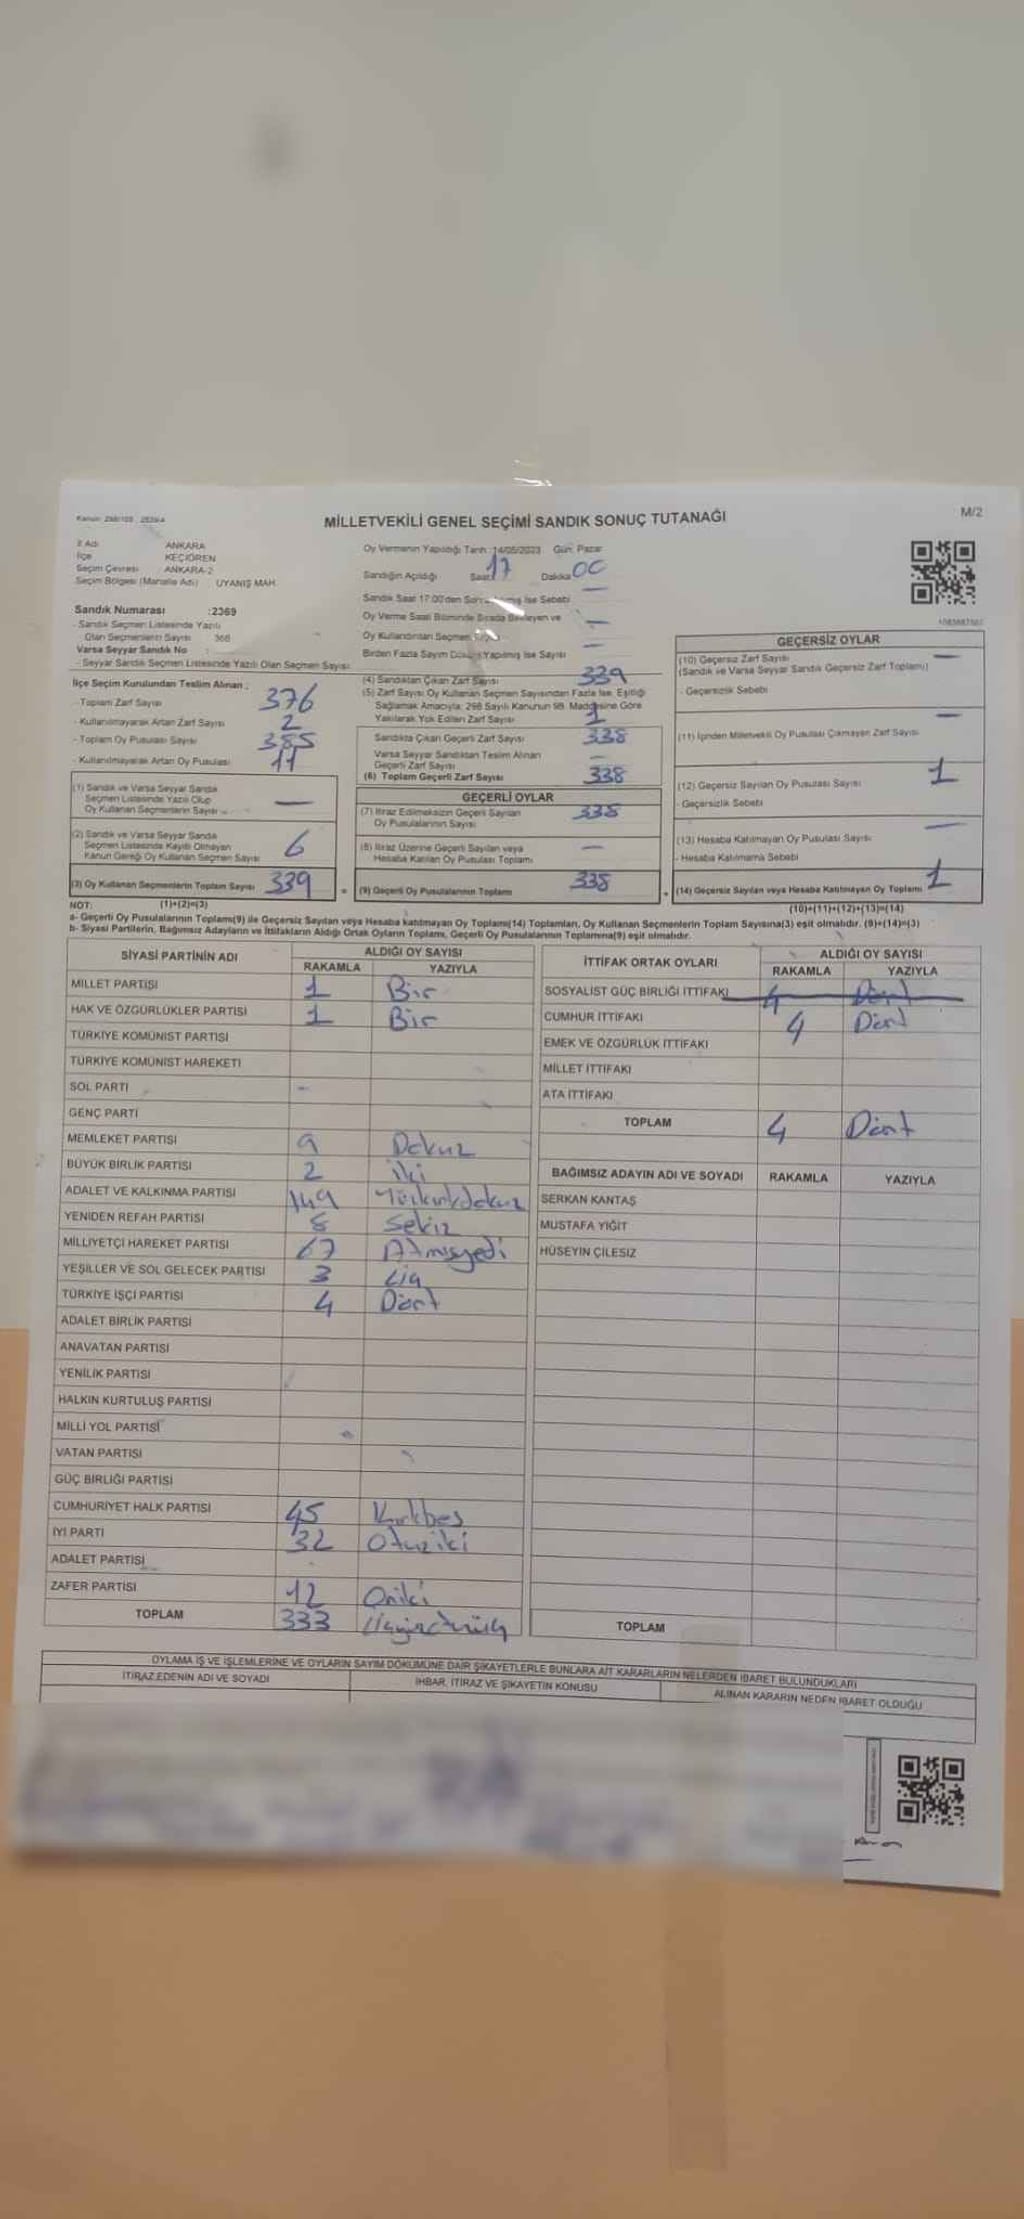 Kanun: 298/105 2839/4
MİLLETVEKİLİ GENEL SEÇİMİ SANDIK SONUÇ TUTANAĞI
M/2
İl Adı ANKARA
İlçe KEÇİÖREN
Seçim Çevresi ANKARA-2
Seçim Bölgesi (Mahalle Adı) UYANIŞ MAH.
Sandık Numarası :2369
- Sandık Seçmen Listesinde Yazılı
Olan Seçmenlerin Sayısı 366
Varsa Seyyar Sandık No :
- Seyyar Sandık Seçmen Listesinde Yazılı Olan Seçmen Sayısı:
Oy Vermenin Yapıldığı Tarih :14/05/2023 Gün: Pazar
Sandığın Açıldığı Saat 17 Dakika 00
Sandık Saat 17:00'den Sonra ise Sebebi —
Oy Verme Saati Bitiminde Sırada Bekleyen ve
Oy Kullandırılan Seçmen —
Birden Fazla Sayım Döküm Yapılmış İse Sayısı —
İlçe Seçim Kurulundan Teslim Alınan ;
- Toplam Zarf Sayısı 376
- Kullanılmayarak Artan Zarf Sayısı 2
- Toplam Oy Pusulası Sayısı 385
- Kullanılmayarak Artan Oy Pusulası 11
(1) Sandık ve Varsa Seyyar Sandık
Seçmen Listesinde Yazılı Olup
Oy Kullanan Seçmenlerin Sayısı —
(2) Sandık ve Varsa Seyyar Sandık
Seçmen Listesinde Kayıtlı Olmayan
Kanun Gereği Oy Kullanan Seçmen Sayısı 6
(3) Oy Kullanan Seçmenlerin Toplam Sayısı 339
(1)+(2)=(3)
(4) Sandıktan Çıkan Zarf Sayısı 339
(5) Zarf Sayısı Oy Kullanan Seçmen Sayısından Fazla İse, Eşitliği
Sağlamak Amacıyla; 298 Sayılı Kanunun 98. Maddesine Göre
Yakılarak Yok Edilen Zarf Sayısı 1
Sandıkta Çıkan Geçerli Zarf Sayısı 338
Varsa Seyyar Sandıktan Teslim Alınan
Geçerli Zarf Sayısı —
(6) Toplam Geçerli Zarf Sayısı 338
GEÇERLİ OYLAR
(7) İtiraz Edilmeksizin Geçerli Sayılan
Oy Pusulalarının Sayısı 338
(8) İtiraz Üzerine Geçerli Sayılan veya
Hesaba Katılan Oy Pusulası Toplamı —
= (9) Geçerli Oy Pusulalarının Toplamı 338
GEÇERSİZ OYLAR
(10) Geçersiz Zarf Sayısı —
(Sandık ve Varsa Seyyar Sandık Geçersiz Zarf Toplamı)
- Geçersizlik Sebebi
(11) İçinden Milletvekili Oy Pusulası Çıkmayan Zarf Sayısı —
(12) Geçersiz Sayılan Oy Pusulası Sayısı 1
- Geçersizlik Sebebi
(13) Hesaba Katılmayan Oy Pusulası Sayısı —
- Hesaba Katılmama Sebebi
+ (14) Geçersiz Sayılan veya Hesaba Katılmayan Oy Toplamı 1
(10)+(11)+(12)+(13)=(14)
NOT:
a- Geçerli Oy Pusulalarının Toplamı(9) ile Geçersiz Sayılan veya Hesaba katılmayan Oy Toplamı(14) Toplamları, Oy Kullanan Seçmenlerin Toplam Sayısına(3) eşit olmalıdır. (9)+(14)=(3)
b- Siyasi Partilerin, Bağımsız Adayların ve İttifakların Aldığı Ortak Oyların Toplamı, Geçerli Oy Pusulalarının Toplamına(9) eşit olmalıdır.
SİYASİ PARTİNİN ADI ALDIĞI OY SAYISI
RAKAMLA YAZIYLA
MİLLET PARTİSİ 1 Bir
HAK VE ÖZGÜRLÜKLER PARTİSİ 1 Bir
TÜRKİYE KOMÜNİST PARTİSİ
TÜRKİYE KOMÜNİST HAREKETİ
SOL PARTİ -
GENÇ PARTİ
MEMLEKET PARTİSİ 9 Dokuz
BÜYÜK BİRLİK PARTİSİ 2 iki
ADALET VE KALKINMA PARTİSİ 149 Yüzkırkdokuz
YENİDEN REFAH PARTİSİ 8 Sekiz
MİLLİYETÇİ HAREKET PARTİSİ 67 Atmışyedi
YEŞİLLER VE SOL GELECEK PARTİSİ 3 Üç
TÜRKİYE İŞÇİ PARTİSİ 4 Dört
ADALET BİRLİK PARTİSİ
ANAVATAN PARTİSİ
YENİLİK PARTİSİ
HALKIN KURTULUŞ PARTİSİ
MİLLİ YOL PARTİSİ
VATAN PARTİSİ
GÜÇ BİRLİĞİ PARTİSİ
CUMHURİYET HALK PARTİSİ 45 Kırkbeş
İYİ PARTİ 32 Otuziki
ADALET PARTİSİ
ZAFER PARTİSİ 12 Oniki
TOPLAM 333 Üçyüzotuzüç
İTTİFAK ORTAK OYLARI ALDIĞI OY SAYISI
RAKAMLA YAZIYLA
SOSYALİST GÜÇ BİRLİĞİ İTTİFAKI 4 Dört
CUMHUR İTTİFAKI 4 Dört
EMEK VE ÖZGÜRLÜK İTTİFAKI
MİLLET İTTİFAKI
ATA İTTİFAKI
TOPLAM 4 Dört
BAĞIMSIZ ADAYIN ADI VE SOYADI RAKAMLA YAZIYLA
SERKAN KANTAŞ
MUSTAFA YİĞİT
HÜSEYİN ÇİLESİZ
TOPLAM
OYLAMA İŞ VE İŞLEMLERİNE VE OYLARIN SAYIM DÖKÜMÜNE DAİR ŞİKAYETLERLE BUNLARA AİT KARARLARIN NELERDEN İBARET BULUNDUKLARI
İTİRAZ EDENİN ADI VE SOYADI İHBAR, İTİRAZ VE ŞİKAYETİN KONUSU ALINAN KARARIN NEDEN İBARET OLDUĞU